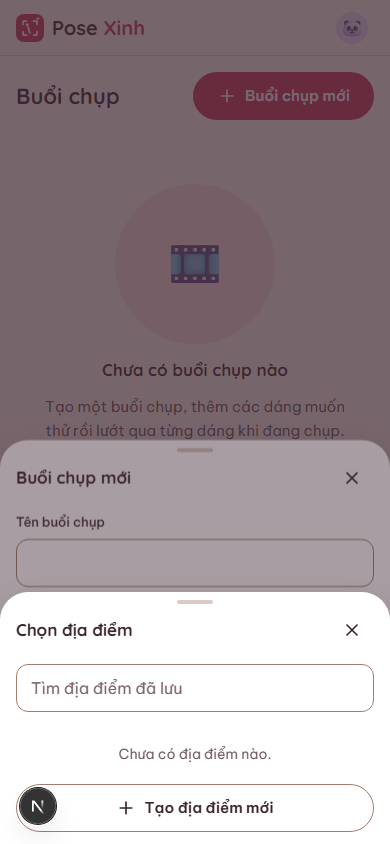 Pose Xinh
Buổi chụp
Buổi chụp mới
Chưa có buổi chụp nào
Tạo một buổi chụp, thêm các dáng muốn
thử rồi lướt qua từng dáng khi đang chụp.
Buổi chụp mới
Tên buổi chụp
Chọn địa điểm
Tìm địa điểm đã lưu
Chưa có địa điểm nào.
N
Tạo địa điểm mới